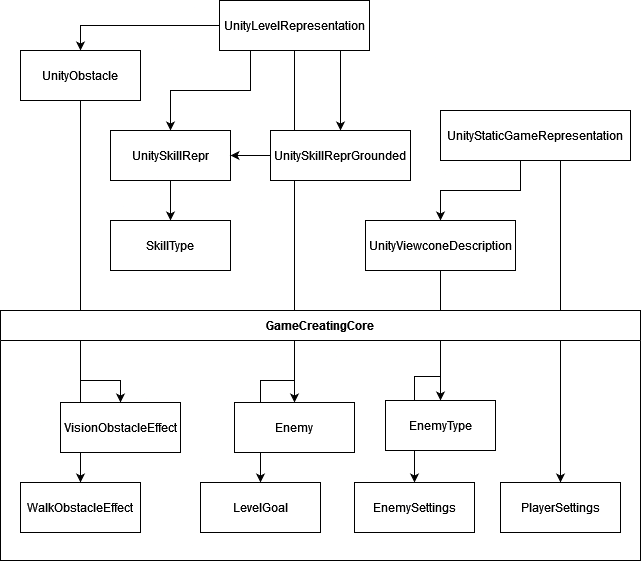 UnityLevelRepresentation
UnityObstacle
UnityStaticGameRepresentation
UnitySkillRepr
UnitySkillReprGrounded
SkillType
UnityViewconeDescription
GameCreatingCore
VisionObstacleEffect
Enemy
EnemyType
WalkObstacleEffect
LevelGoal
EnemySettings
PlayerSettings